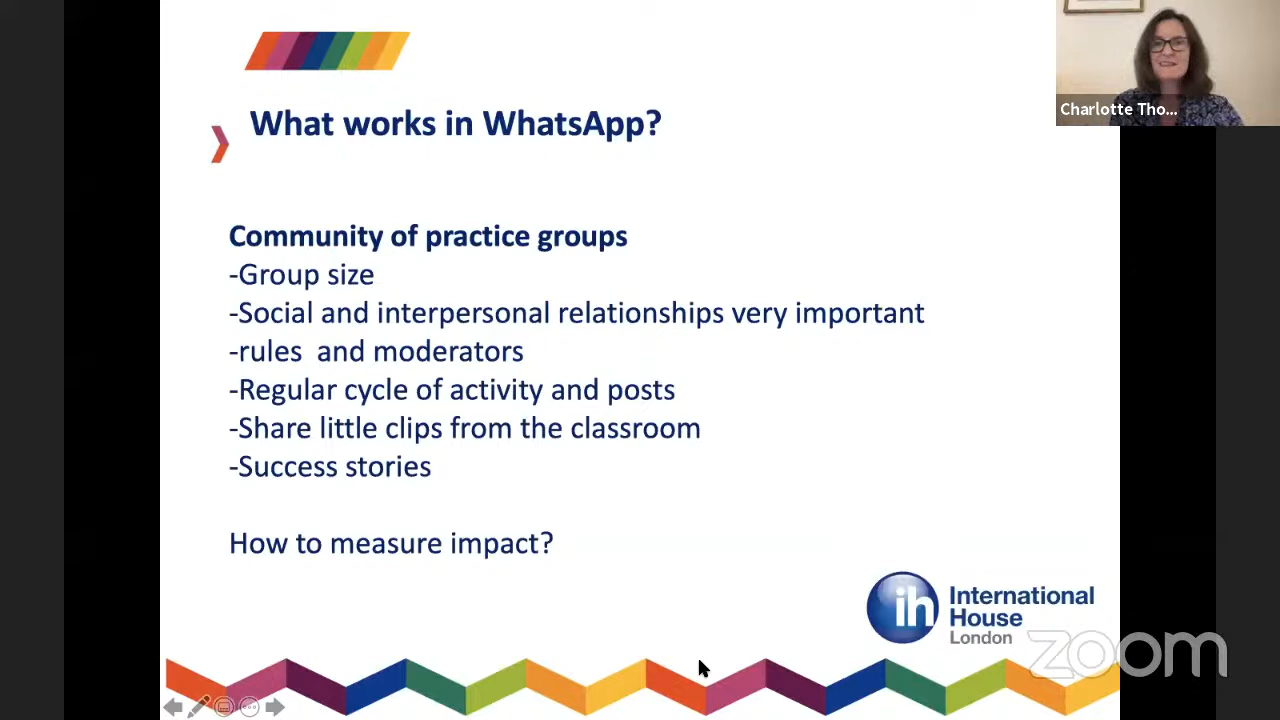 What works in WhatsApp?
Charlotte Tho...
Community of practice groups
-Group size
-Social and interpersonal relationships very important
-rules and moderators
-Regular cycle of activity and posts
-Share little clips from the classroom
-Success stories
How to measure impact?
ih
International
House
London
zoom